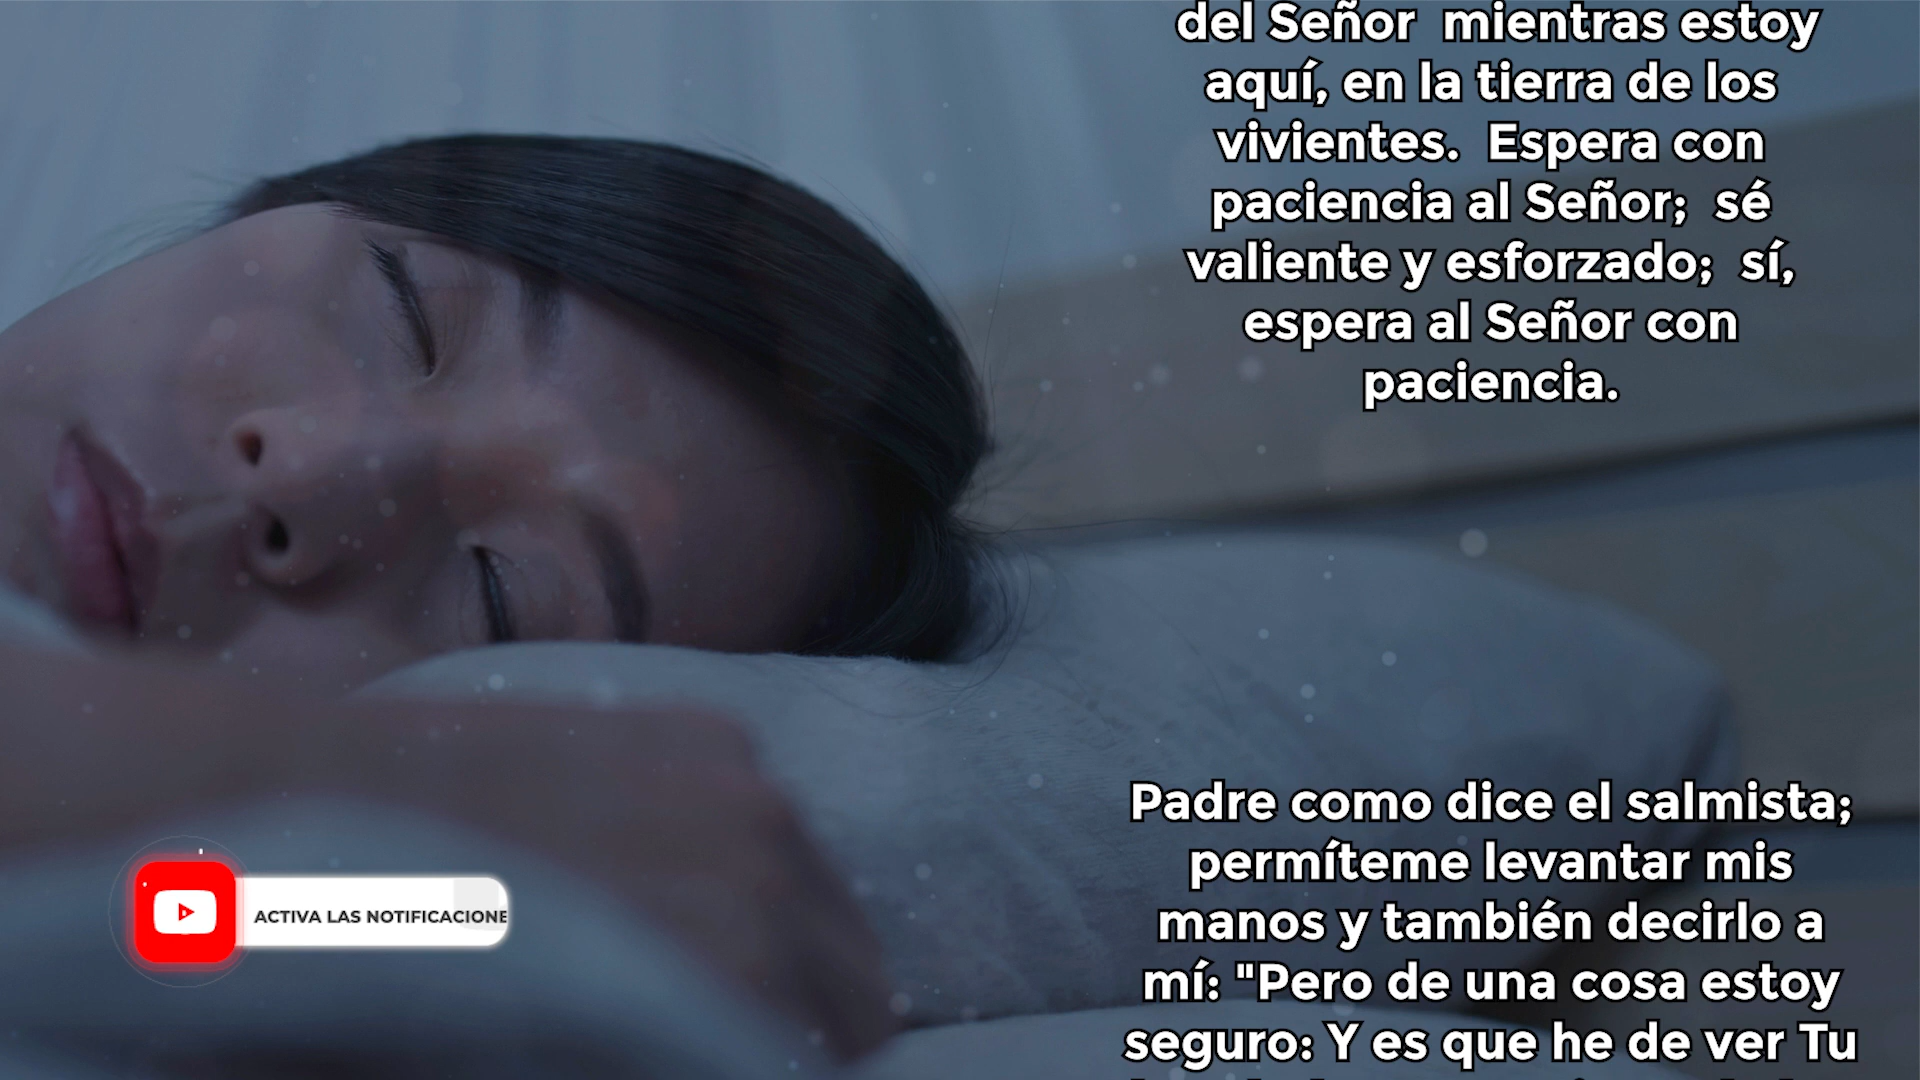 del Señor mientras estoy
aquí, en la tierra de los
vivientes. Espera con
paciencia al Señor; sé
valiente y esforzado; sí,
espera al Señor con
paciencia.
Padre como dice el salmista;
permíteme levantar mis
manos y también decirlo a
mí: "Pero de una cosa estoy
seguro: Y es que he de ver Tu
ACTIVA LAS NOTIFICACIONE